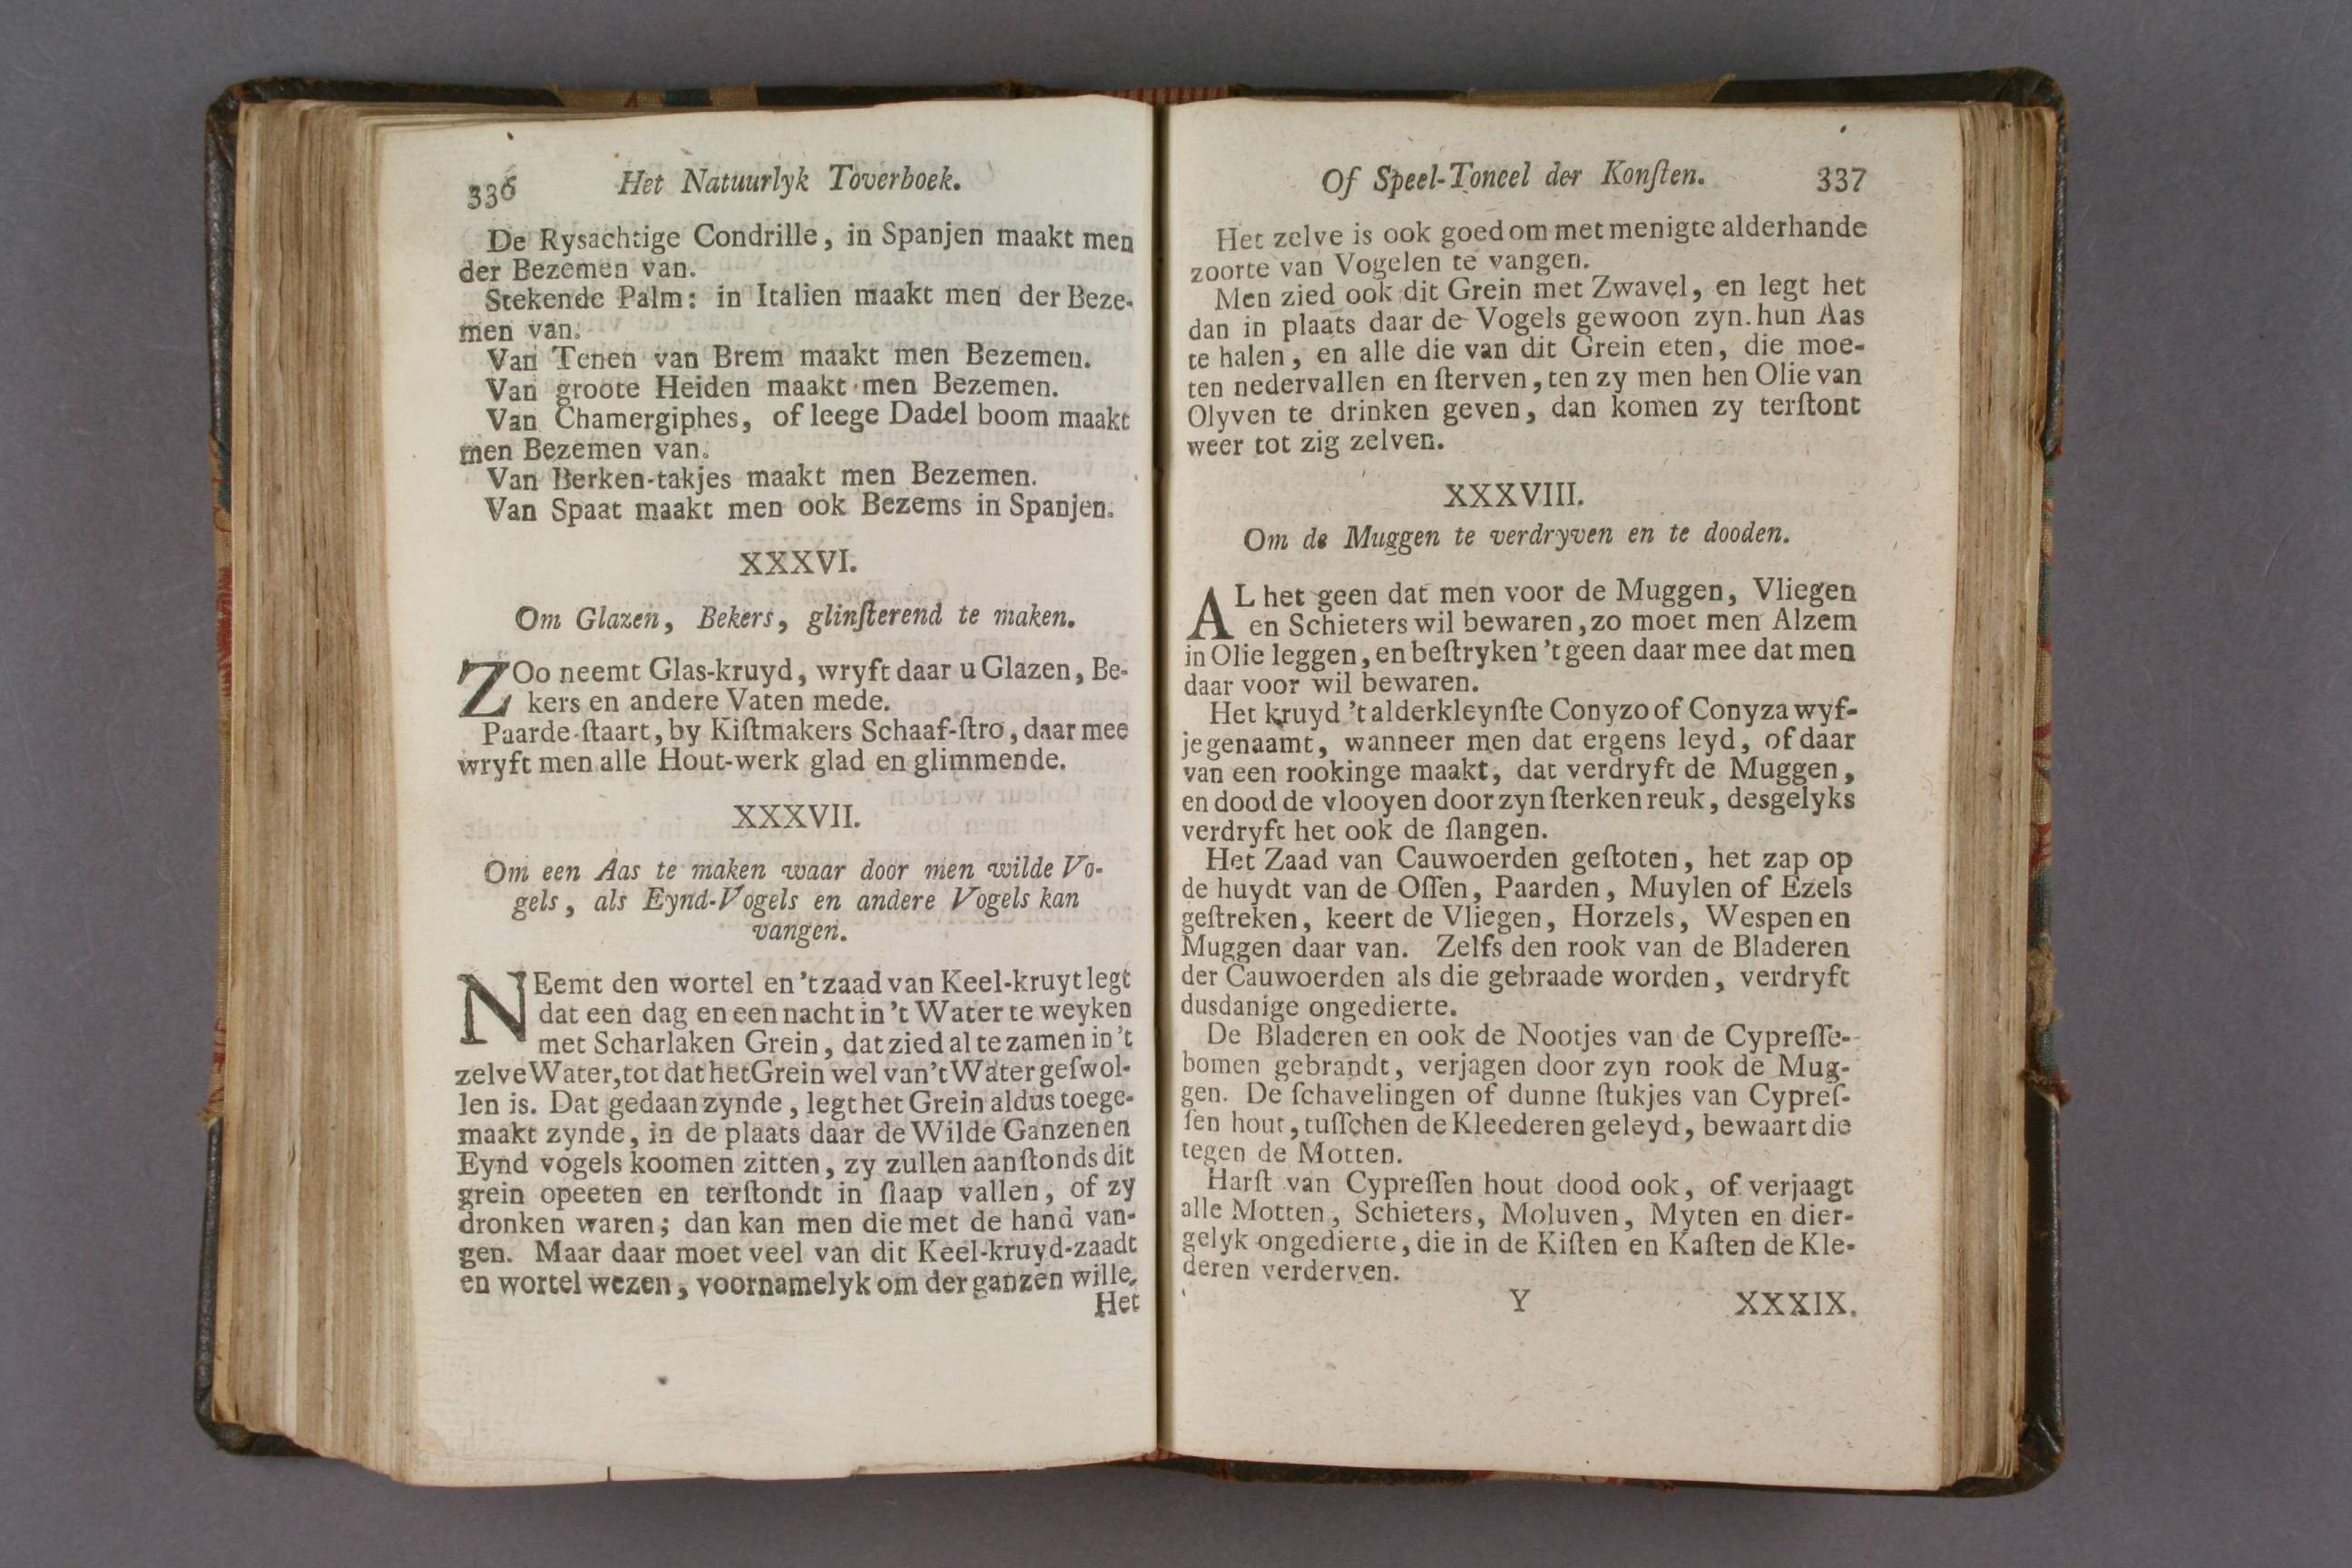 336 Het Natuurlyk Toverboek.
De Rysachtige Condrille, in Spanjen maakt men
der Bezemen van.
Stekende Palm: in Italien maakt men der Beze-
men van.
Van Tenen van Brem maakt men Bezemen.
Van groote Heiden maakt men Bezemen.
Van Chamergiphes, of leege Dadel boom maakt
men Bezemen van.
Van Berken-takjes maakt men Bezemen.
Van Spaat maakt men ook Bezems in Spanjen.
XXXVI.
Om Glazen, Bekers, glinſterend te maken.
ZOo neemt Glas-kruyd, wryft daar u Glazen, Be-
kers en andere Vaten mede.
Paarde-ſtaart, by Kiſtmakers Schaaf-ſtro, daar mee
wryft men alle Hout-werk glad en glimmende.
XXXVII.
Om een Aas te maken waar door men wilde Vo-
gels, als Eynd-Vogels en andere Vogels kan
vangen.
NEemt den wortel en 't zaad van Keel-kruyt legt
dat een dag en een nacht in 't Water te weyken
met Scharlaken Grein, dat zied al te zamen in 't
zelve Water, tot dat het Grein wel van 't Water geſwol-
len is. Dat gedaan zynde, legt het Grein aldus toege-
maakt zynde, in de plaats daar de Wilde Ganzen en
Eynd vogels koomen zitten, zy zullen aanſtonds dit
grein opeeten en terſtondt in ſlaap vallen, of zy
dronken waren; dan kan men die met de hand van-
gen. Maar daar moet veel van dit Keel-kruyd-zaadt
en wortel wezen, voornamelyk om der ganzen wille.
Het
Of Speel-Toneel der Konſten. 337
Het zelve is ook goed om met menigte alderhande
zoorte van Vogelen te vangen.
Men zied ook dit Grein met Zwavel, en legt het
dan in plaats daar de Vogels gewoon zyn. hun Aas
te halen, en alle die van dit Grein eten, die moe-
ten nedervallen en ſterven, ten zy men hen Olie van
Olyven te drinken geven, dan komen zy terſtont
weer tot zig zelven.
XXXVIII.
Om de Muggen te verdryven en te dooden.
AL het geen dat men voor de Muggen, Vliegen
en Schieters wil bewaren, zo moet men Alzem
in Olie leggen, en beſtryken 't geen daar mee dat men
daar voor wil bewaren.
Het kruyd 't alderkleynſte Conyzo of Conyza wyf-
je genaamt, wanneer men dat ergens leyd, of daar
van een rookinge maakt, dat verdryft de Muggen,
en dood de vlooyen door zyn ſterken reuk, desgelyks
verdryft het ook de ſlangen.
Het Zaad van Cauwoerden geſtoten, het zap op
de huydt van de Oſſen, Paarden, Muylen of Ezels
geſtreken, keert de Vliegen, Horzels, Wespen en
Muggen daar van. Zelfs den rook van de Bladeren
der Cauwoerden als die gebraade worden, verdryft
dusdanige ongedierte.
De Bladeren en ook de Nootjes van de Cypreſſe-
bomen gebrandt, verjagen door zyn rook de Mug-
gen. De ſchavelingen of dunne ſtukjes van Cypreſ-
ſen hout, tuſſchen de Kleederen geleyd, bewaart die
tegen de Motten.
Harſt van Cypreſſen hout dood ook, of verjaagt
alle Motten, Schieters, Moluven, Myten en dier-
gelyk ongedierte, die in de Kiſten en Kaſten de Kle-
deren verderven.
Y XXXIX.